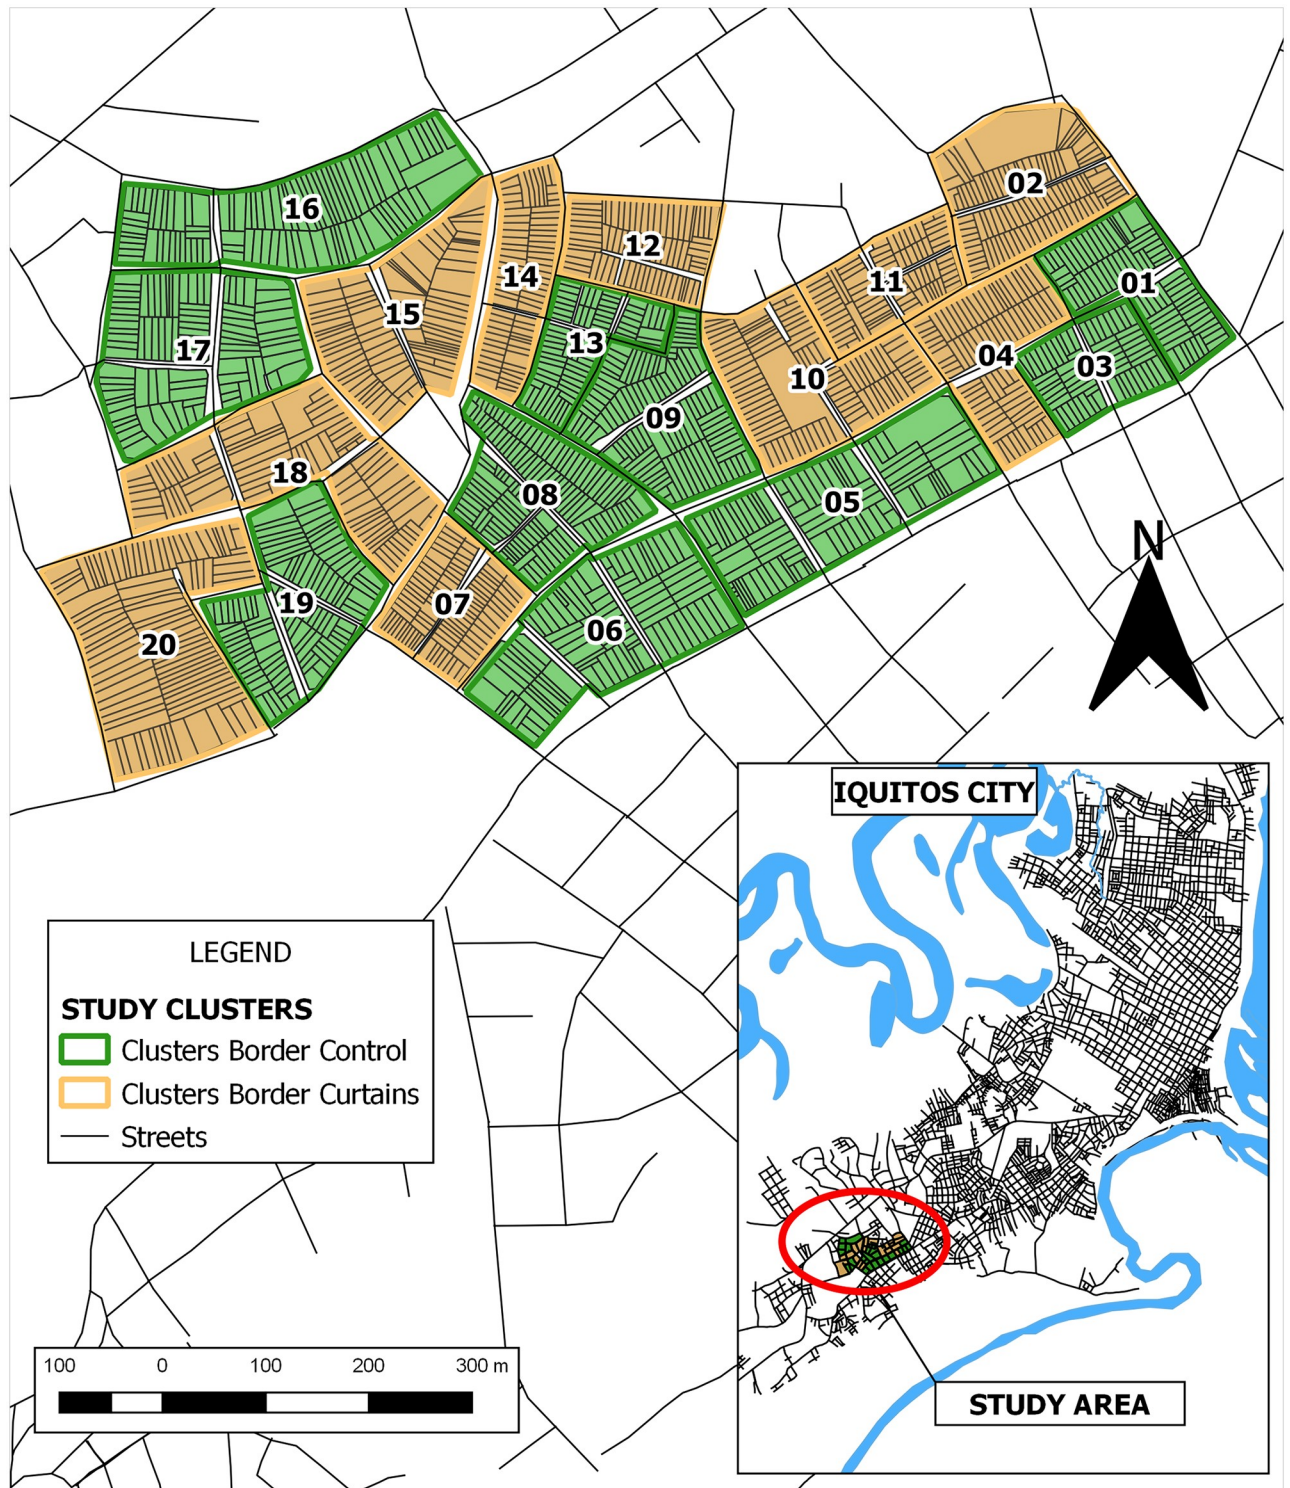 16
02
12
14
11
01
15
13
17
04
03
10
09
18
08
05
N
19
07
06
20
IQUITOS CITY
LEGEND
STUDY CLUSTERS
Clusters Border Control
Clusters Border Curtains
Streets
100 0 100 200 300 m
STUDY AREA